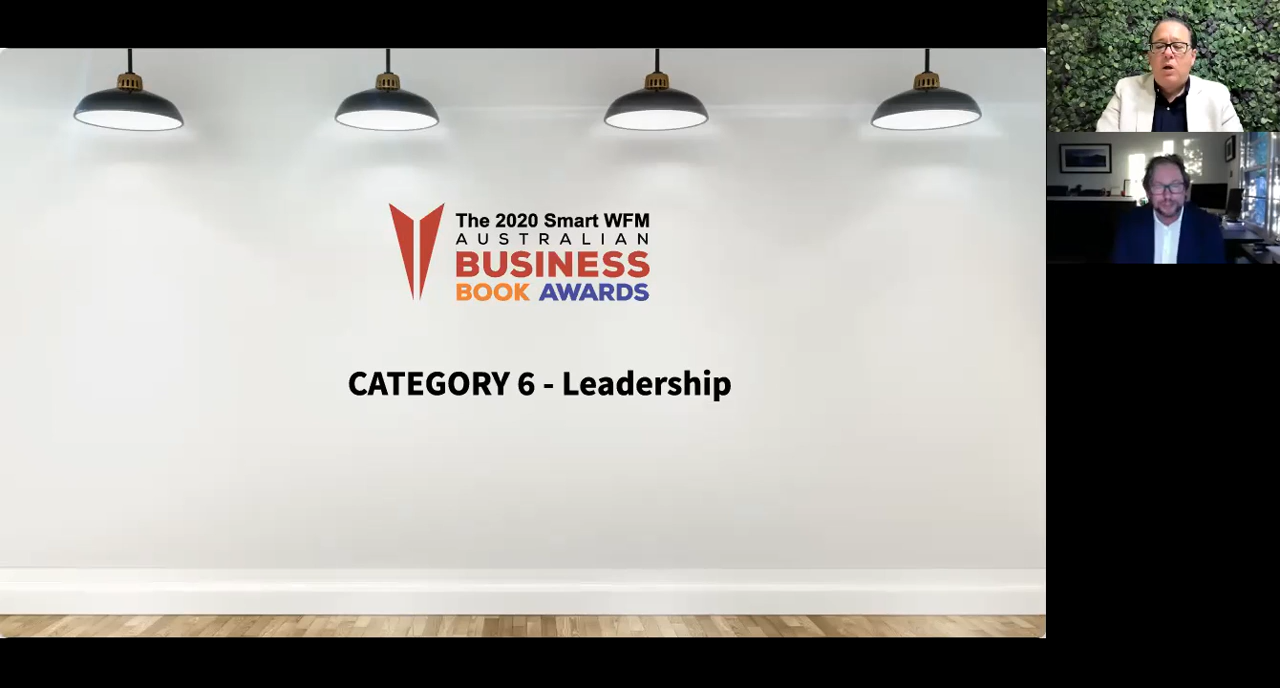 The 2020 Smart WFM
AUSTRALIAN
BUSINESS
BOOK AWARDS
CATEGORY 6 - Leadership